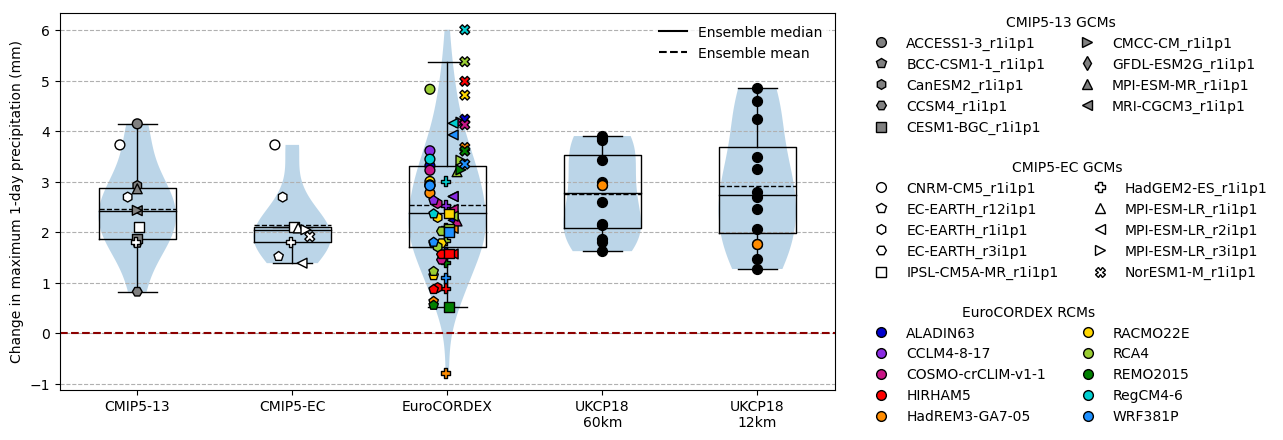 Change in maximum 1-day precipitation (mm)
6
5
4
3
2
1
0
−1
Ensemble median
Ensemble mean
CMIP5-13
CMIP5-EC
EuroCORDEX
UKCP18
60km
UKCP18
12km
CMIP5-13 GCMs
ACCESS1-3_r1i1p1
BCC-CSM1-1_r1i1p1
CanESM2_r1i1p1
CCSM4_r1i1p1
CESM1-BGC_r1i1p1
CMCC-CM_r1i1p1
GFDL-ESM2G_r1i1p1
MPI-ESM-MR_r1i1p1
MRI-CGCM3_r1i1p1
CMIP5-EC GCMs
CNRM-CM5_r1i1p1
EC-EARTH_r12i1p1
EC-EARTH_r1i1p1
EC-EARTH_r3i1p1
IPSL-CM5A-MR_r1i1p1
HadGEM2-ES_r1i1p1
MPI-ESM-LR_r1i1p1
MPI-ESM-LR_r2i1p1
MPI-ESM-LR_r3i1p1
NorESM1-M_r1i1p1
EuroCORDEX RCMs
ALADIN63
CCLM4-8-17
COSMO-crCLIM-v1-1
HIRHAM5
HadREM3-GA7-05
RACMO22E
RCA4
REMO2015
RegCM4-6
WRF381P